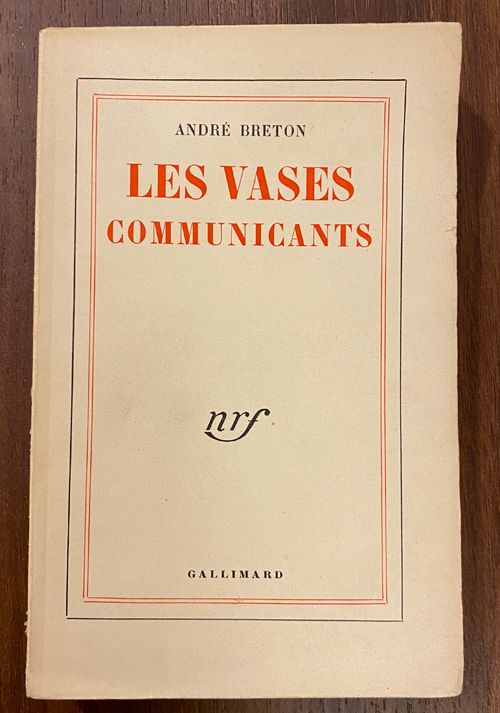 ANDRÉ BRETON
LES VASES
COMMUNICANTS
nrf
GALLIMARD